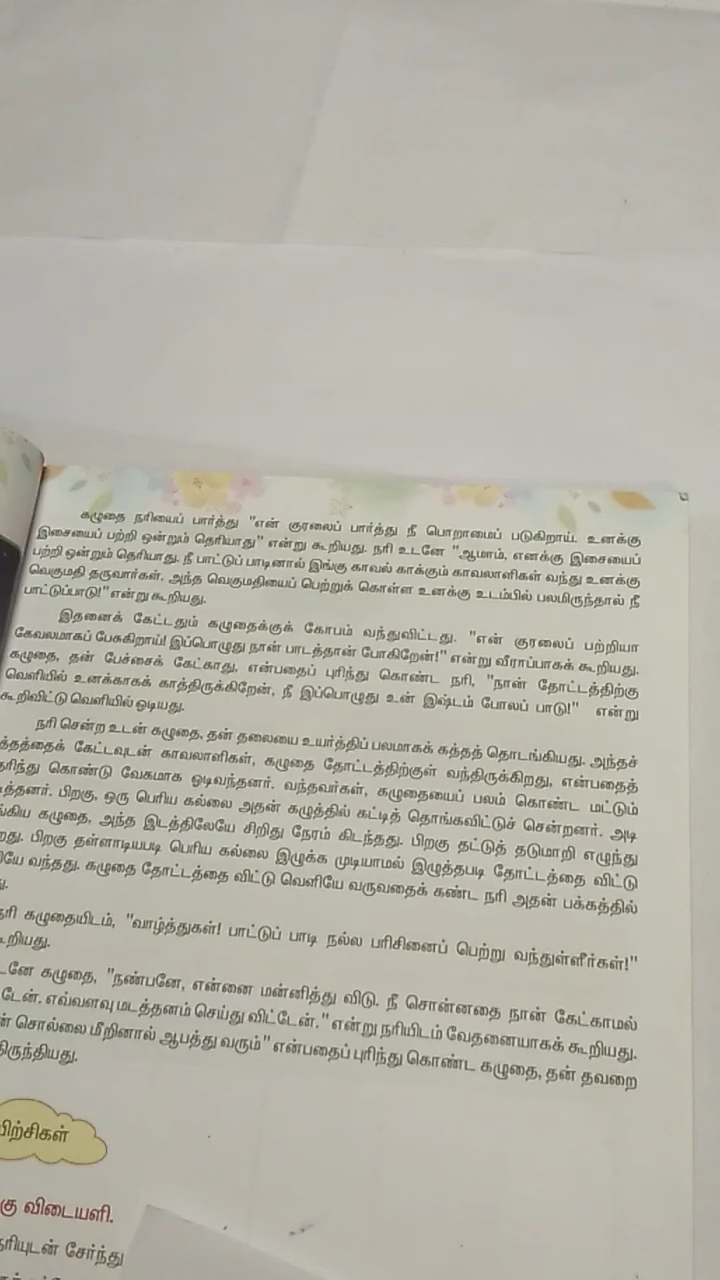 கழுதை நரியைப் பார்த்து "என் குரலைப் பார்த்து நீ பொறாமைப் படுகிறாய். உனக்கு
இசையைப் பற்றி ஒன்றும் தெரியாது" என்று கூறியது. நரி உடனே "ஆமாம், எனக்கு இசையைப்
பற்றி ஒன்றும் தெரியாது. நீ பாட்டுப் பாடினால் இங்கு காவல் காக்கும் காவலாளிகள் வந்து உனக்கு
வெகுமதி தருவார்கள். அந்த வெகுமதியைப் பெற்றுக் கொள்ள உனக்கு உடம்பில் பலமிருந்தால் நீ
பாட்டுப்பாடு!" என்று கூறியது.
இதனைக் கேட்டதும் கழுதைக்குக் கோபம் வந்துவிட்டது. "என் குரலைப் பற்றியா
கேவலமாகப் பேசுகிறாய்! இப்பொழுது நான் பாடத்தான் போகிறேன்!" என்று வீராப்பாகக் கூறியது.
கழுதை, தன் பேச்சைக் கேட்காது, என்பதைப் புரிந்து கொண்ட நரி, "நான் தோட்டத்திற்கு
வெளியில் உனக்காகக் காத்திருக்கிறேன், நீ இப்பொழுது உன் இஷ்டம் போலப் பாடு!" என்று
கூறிவிட்டு வெளியில் ஓடியது.
நரி சென்ற உடன் கழுதை, தன் தலையை உயர்த்திப் பலமாகக் கத்தத் தொடங்கியது. அந்தச்
த்தத்தைக் கேட்டவுடன் காவலாளிகள், கழுதை தோட்டத்திற்குள் வந்திருக்கிறது, என்பதைத்
தரிந்து கொண்டு வேகமாக ஓடிவந்தனர். வந்தவர்கள், கழுதையைப் பலம் கொண்ட மட்டும்
டித்தனர். பிறகு, ஒரு பெரிய கல்லை அதன் கழுத்தில் கட்டித் தொங்கவிட்டுச் சென்றனர். அடி
ங்கிய கழுதை, அந்த இடத்திலேயே சிறிது நேரம் கிடந்தது. பிறகு தட்டுத் தடுமாறி எழுந்து
றது. பிறகு தள்ளாடியபடி பெரிய கல்லை இழுக்க முடியாமல் இழுத்தபடி தோட்டத்தை விட்டு
யே வந்தது. கழுதை தோட்டத்தை விட்டு வெளியே வருவதைக் கண்ட நரி அதன் பக்கத்தில்
து.
நரி கழுதையிடம், "வாழ்த்துகள்! பாட்டுப் பாடி நல்ல பரிசினைப் பெற்று வந்துள்ளீர்கள்!"
கூறியது.
டனே கழுதை, "நண்பனே, என்னை மன்னித்து விடு. நீ சொன்னதை நான் கேட்காமல்
டேன். எவ்வளவு மடத்தனம் செய்து விட்டேன்." என்று நரியிடம் வேதனையாகக் கூறியது.
ன் சொல்லை மீறினால் ஆபத்து வரும்" என்பதைப் புரிந்து கொண்ட கழுதை, தன் தவறை
திருந்தியது.
யிற்சிகள்
கு விடையளி.
நரியுடன் சேர்ந்து